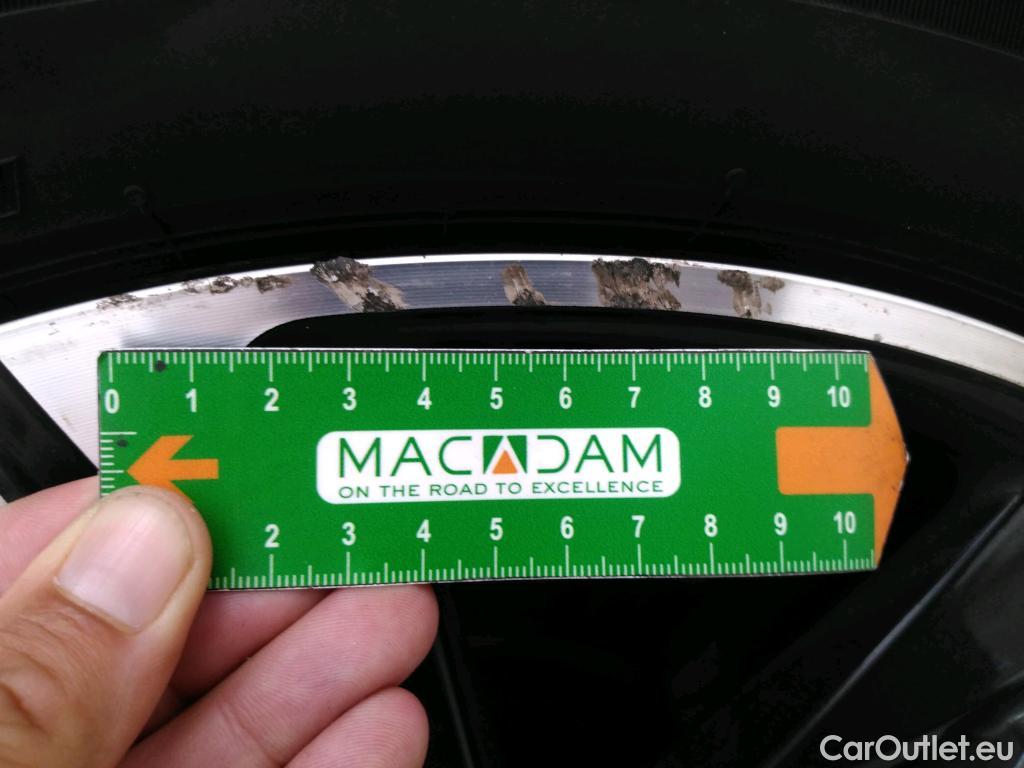 0 1 2 3 4 5 6 7 8 9 10
MACADAM
ON THE ROAD TO EXCELLENCE
2 3 4 5 6 7 8 9 10
CarOutlet.eu